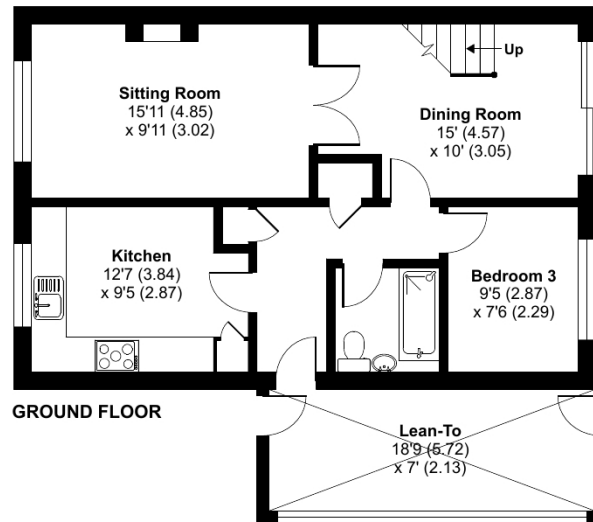 Up
Sitting Room
15'11 (4.85)
x 9'11 (3.02)
Dining Room
15' (4.57)
x 10' (3.05)
Kitchen
12'7 (3.84)
x 9'5 (2.87)
Bedroom 3
9'5 (2.87)
x 7'6 (2.29)
GROUND FLOOR
Lean-To
18'9 (5.72)
x 7' (2.13)